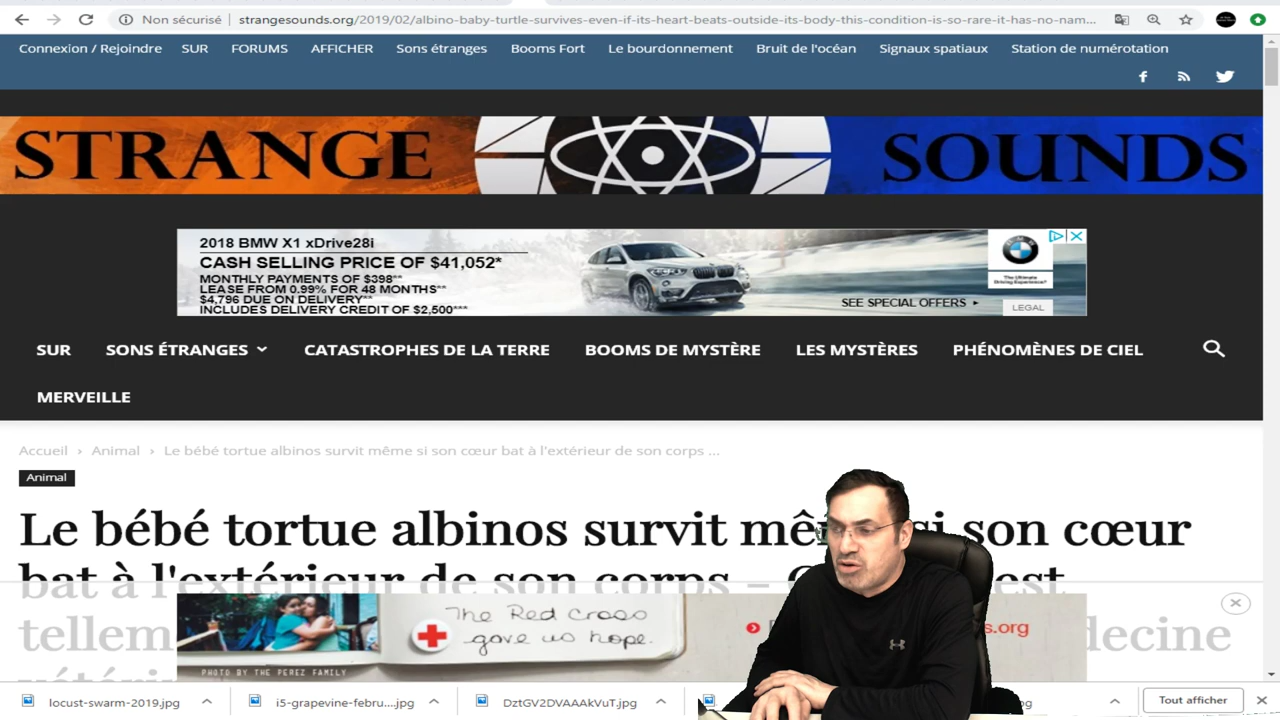 Non sécurisé | strangesounds.org/2019/02/albino-baby-turtle-survives-even-if-its-heart-beats-outside-its-body-this-condition-is-so-rare-it-has-no-nam...
Connexion / Rejoindre SUR FORUMS AFFICHER Sons étranges Booms Fort Le bourdonnement Bruit de l'océan Signaux spatiaux Station de numérotation
STRANGE SOUNDS
2018 BMW X1 xDrive28i
CASH SELLING PRICE OF $41,052*
MONTHLY PAYMENTS OF $398**
LEASE FROM 0.99% FOR 48 MONTHS**
$4,796 DUE ON DELIVERY**
INCLUDES DELIVERY CREDIT OF $2,500***
SEE SPECIAL OFFERS
BMW
The Ultimate
Driving Experience.®
LEGAL
SUR SONS ÉTRANGES CATASTROPHES DE LA TERRE BOOMS DE MYSTÈRE LES MYSTÈRES PHÉNOMÈNES DE CIEL
MERVEILLE
Accueil › Animal › Le bébé tortue albinos survit même si son cœur bat à l'extérieur de son corps ...
Animal
Le bébé tortue albinos survit si son cœur
bat à l'extérieur de son corps – est
tellem decine
The Red Cross
gave us hope.
s.org
PHOTO BY THE PEREZ FAMILY
locust-swarm-2019.jpg i5-grapevine-febru....jpg DztGV2DVAAAkVuT.jpg .jpg Tout afficher